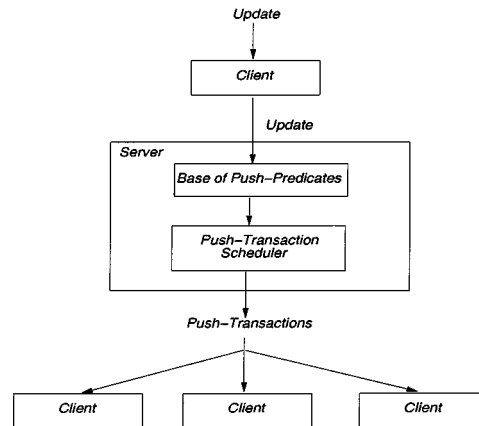 Update
Client
Update
Server
Base of Push-Predicates
Push-Transaction
Scheduler
Push-Transactions
Client
Client
Client